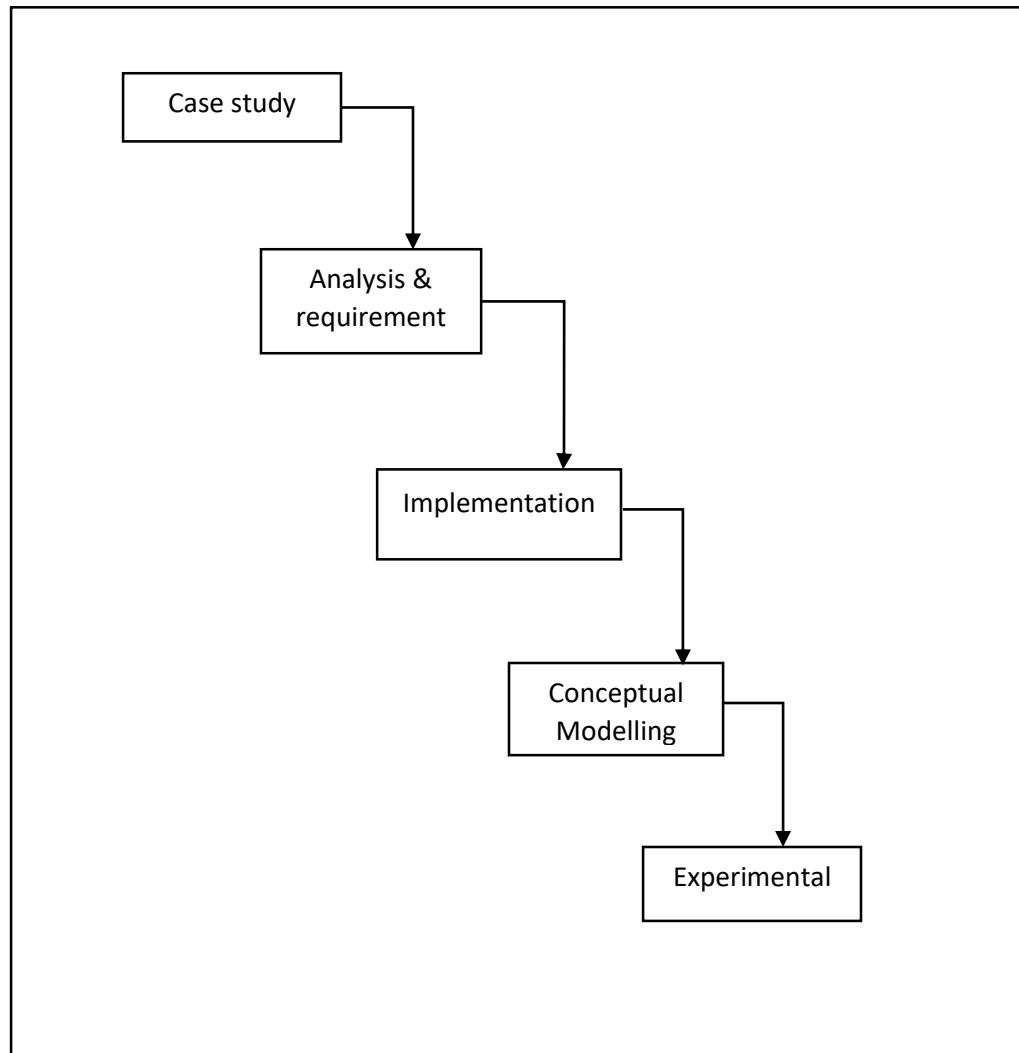 Case study
Analysis &
requirement
Implementation
Conceptual
Modelling
Experimental